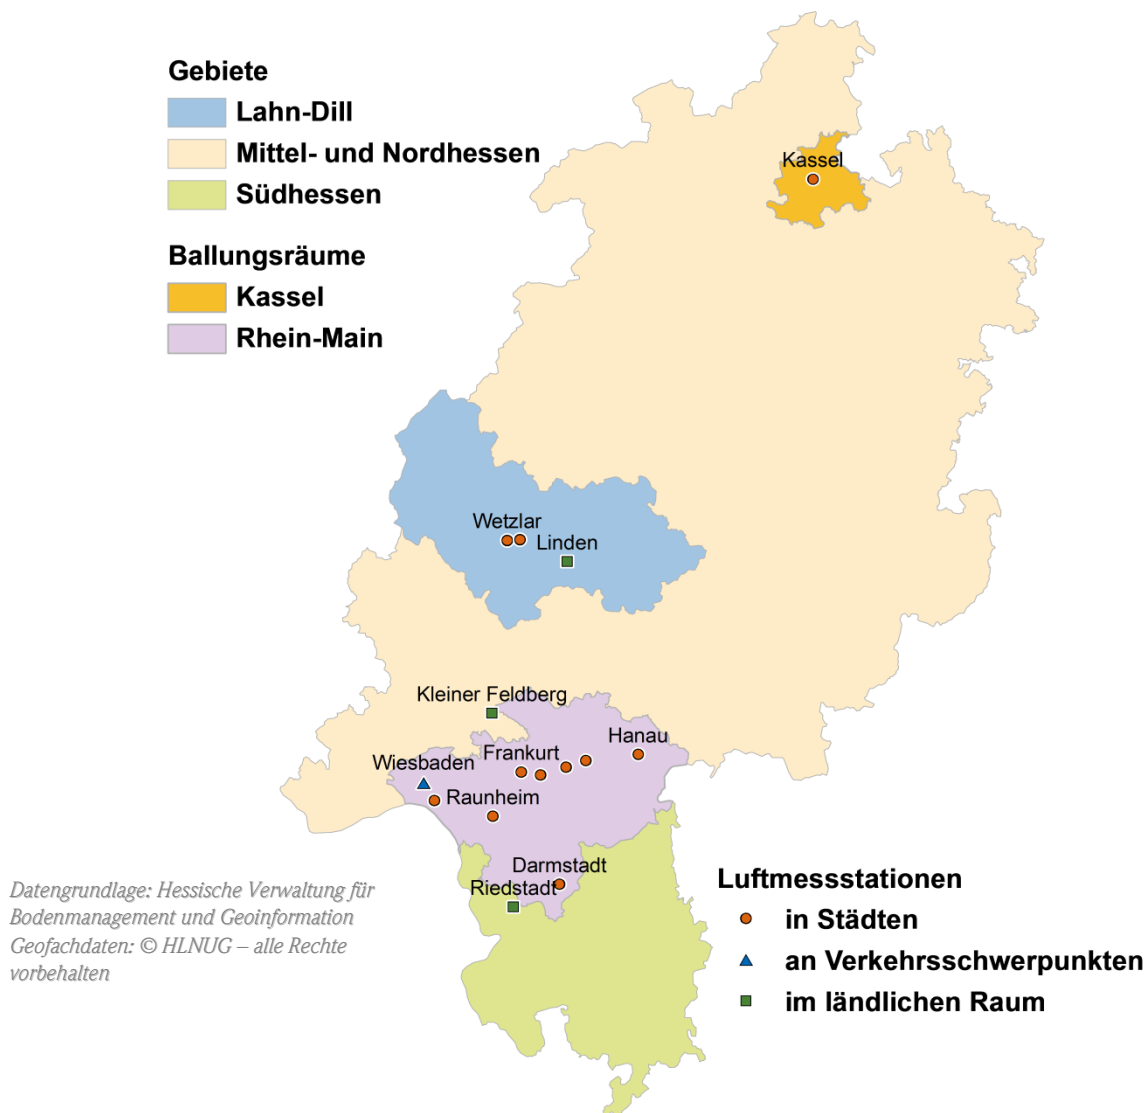 Gebiete
Lahn-Dill
Mittel- und Nordhessen
Südhessen
Ballungsräume
Kassel
Rhein-Main
Kassel
Wetzlar
Linden
Kleiner Feldberg
Hanau
Frankurt
Wiesbaden
Raunheim
Darmstadt
Riedstadt
Datengrundlage: Hessische Verwaltung für
Bodenmanagement und Geoinformation
Geofachdaten: © HLNUG – alle Rechte
vorbehalten
Luftmessstationen
in Städten
an Verkehrsschwerpunkten
im ländlichen Raum